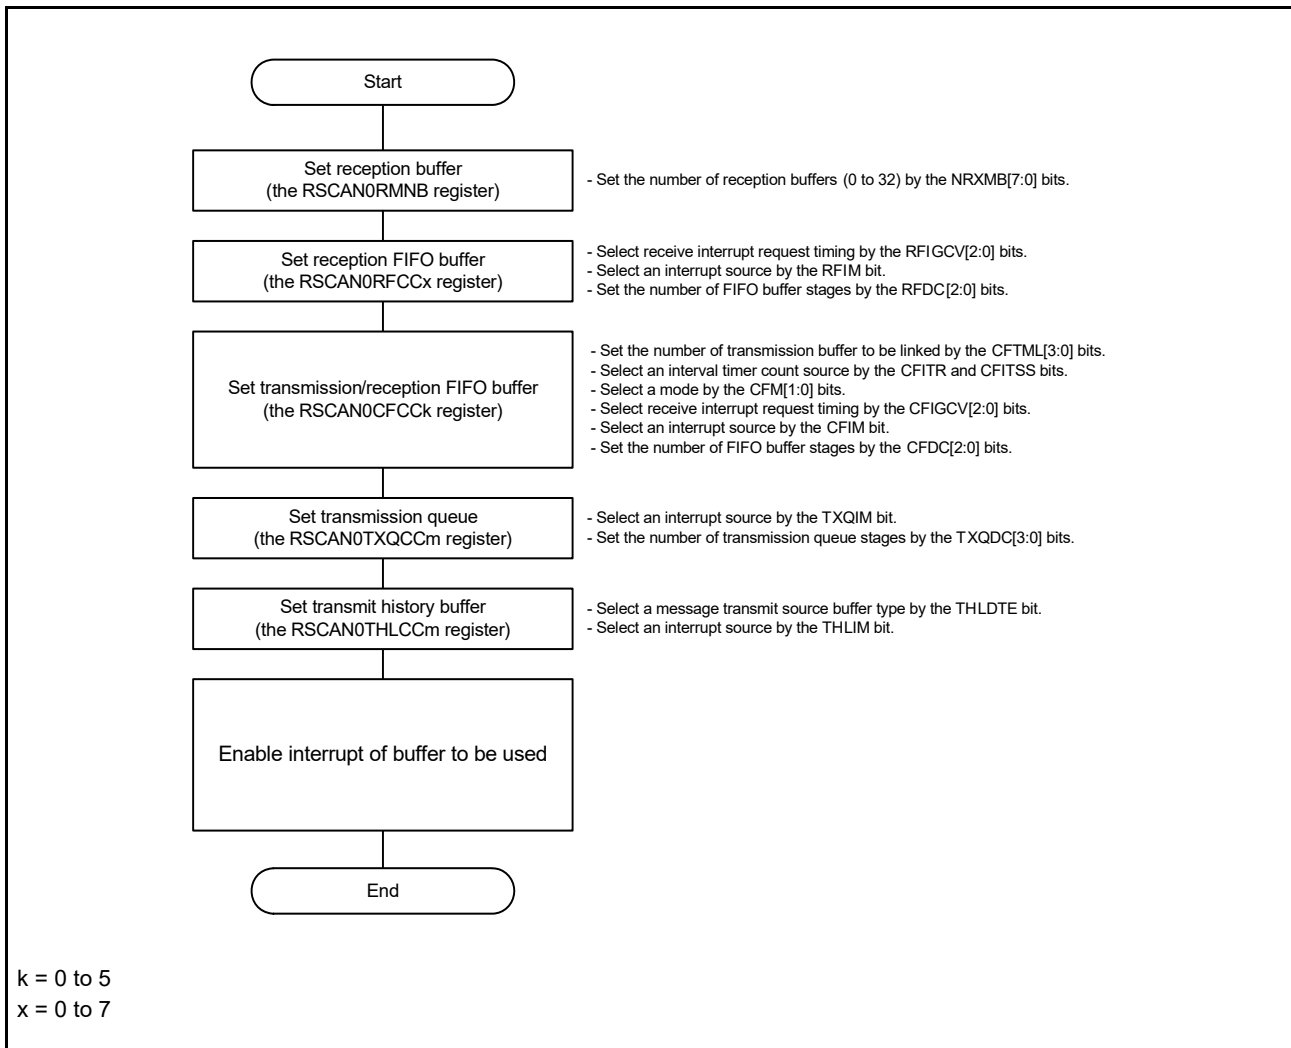 Start
Set reception buffer
(the RSCAN0RMNB register)
- Set the number of reception buffers (0 to 32) by the NRXMB[7:0] bits.
Set reception FIFO buffer
(the RSCAN0RFCCx register)
- Select receive interrupt request timing by the RFIGCV[2:0] bits.
- Select an interrupt source by the RFIM bit.
- Set the number of FIFO buffer stages by the RFDC[2:0] bits.
Set transmission/reception FIFO buffer
(the RSCAN0CFCCk register)
- Set the number of transmission buffer to be linked by the CFTML[3:0] bits.
- Select an interval timer count source by the CFITR and CFITSS bits.
- Select a mode by the CFM[1:0] bits.
- Select receive interrupt request timing by the CFIGCV[2:0] bits.
- Select an interrupt source by the CFIM bit.
- Set the number of FIFO buffer stages by the CFDC[2:0] bits.
Set transmission queue
(the RSCAN0TXQCCm register)
- Select an interrupt source by the TXQIM bit.
- Set the number of transmission queue stages by the TXQDC[3:0] bits.
Set transmit history buffer
(the RSCAN0THLCCm register)
- Select a message transmit source buffer type by the THLDTE bit.
- Select an interrupt source by the THLIM bit.
Enable interrupt of buffer to be used
End
k = 0 to 5
x = 0 to 7